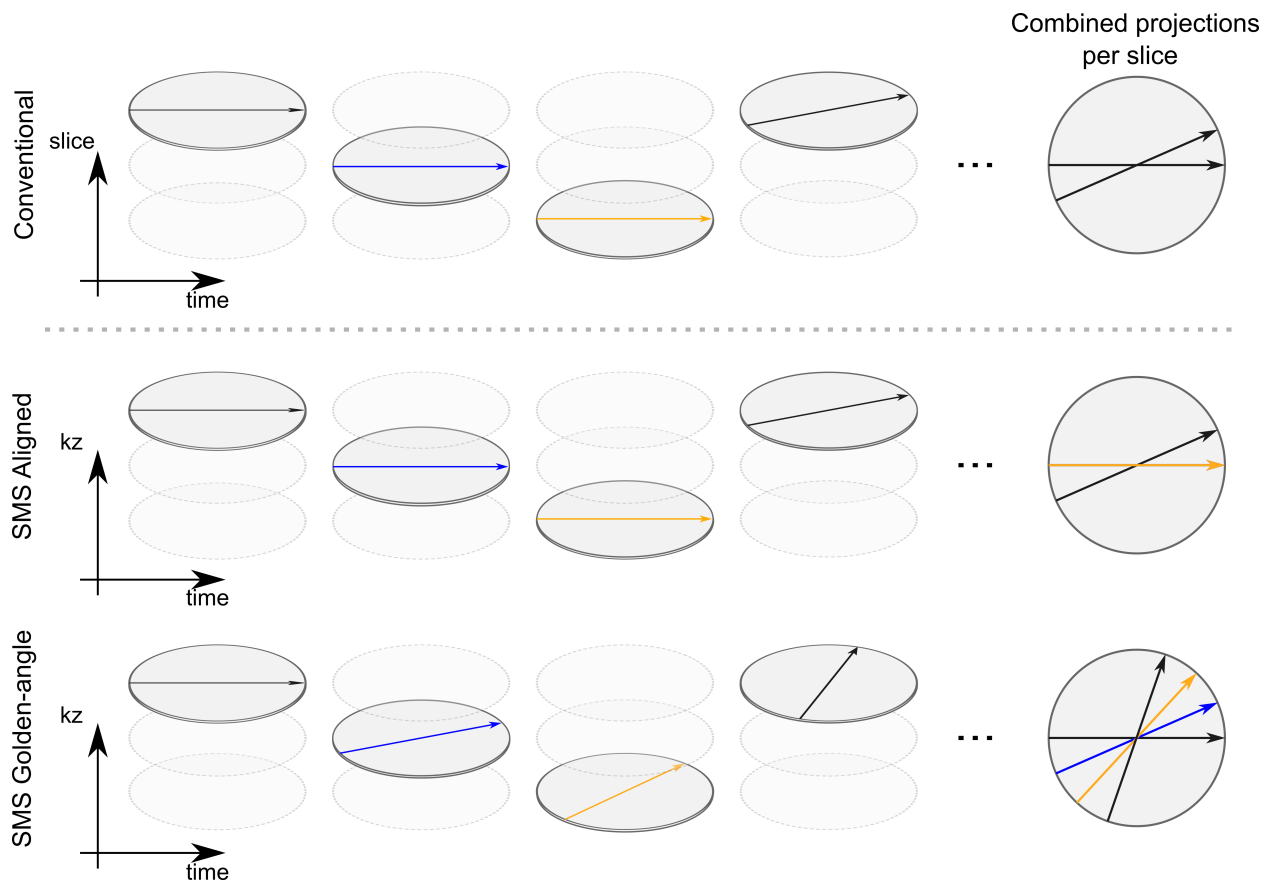 Combined projections
per slice
Conventional
slice
...
time
SMS Aligned
kz
...
time
SMS Golden-angle
kz
...
time